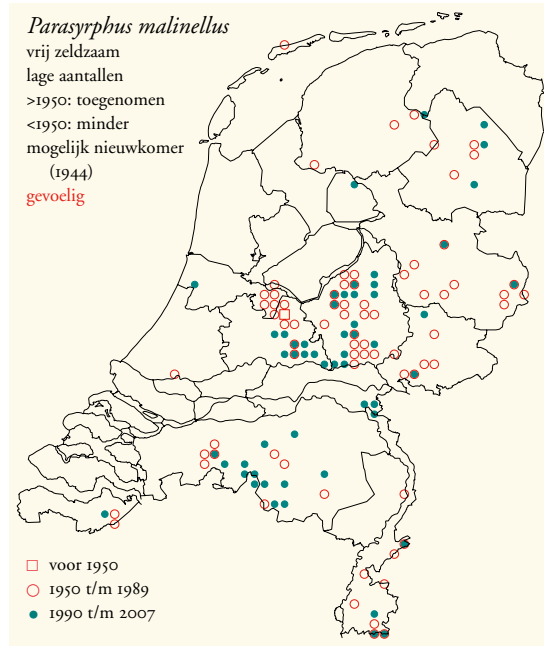 Parasyrphus malinellus
vrij zeldzaam
lage aantallen
>1950: toegenomen
<1950: minder
mogelijk nieuwkomer
(1944)
gevoelig
voor 1950
1950 t/m 1989
1990 t/m 2007